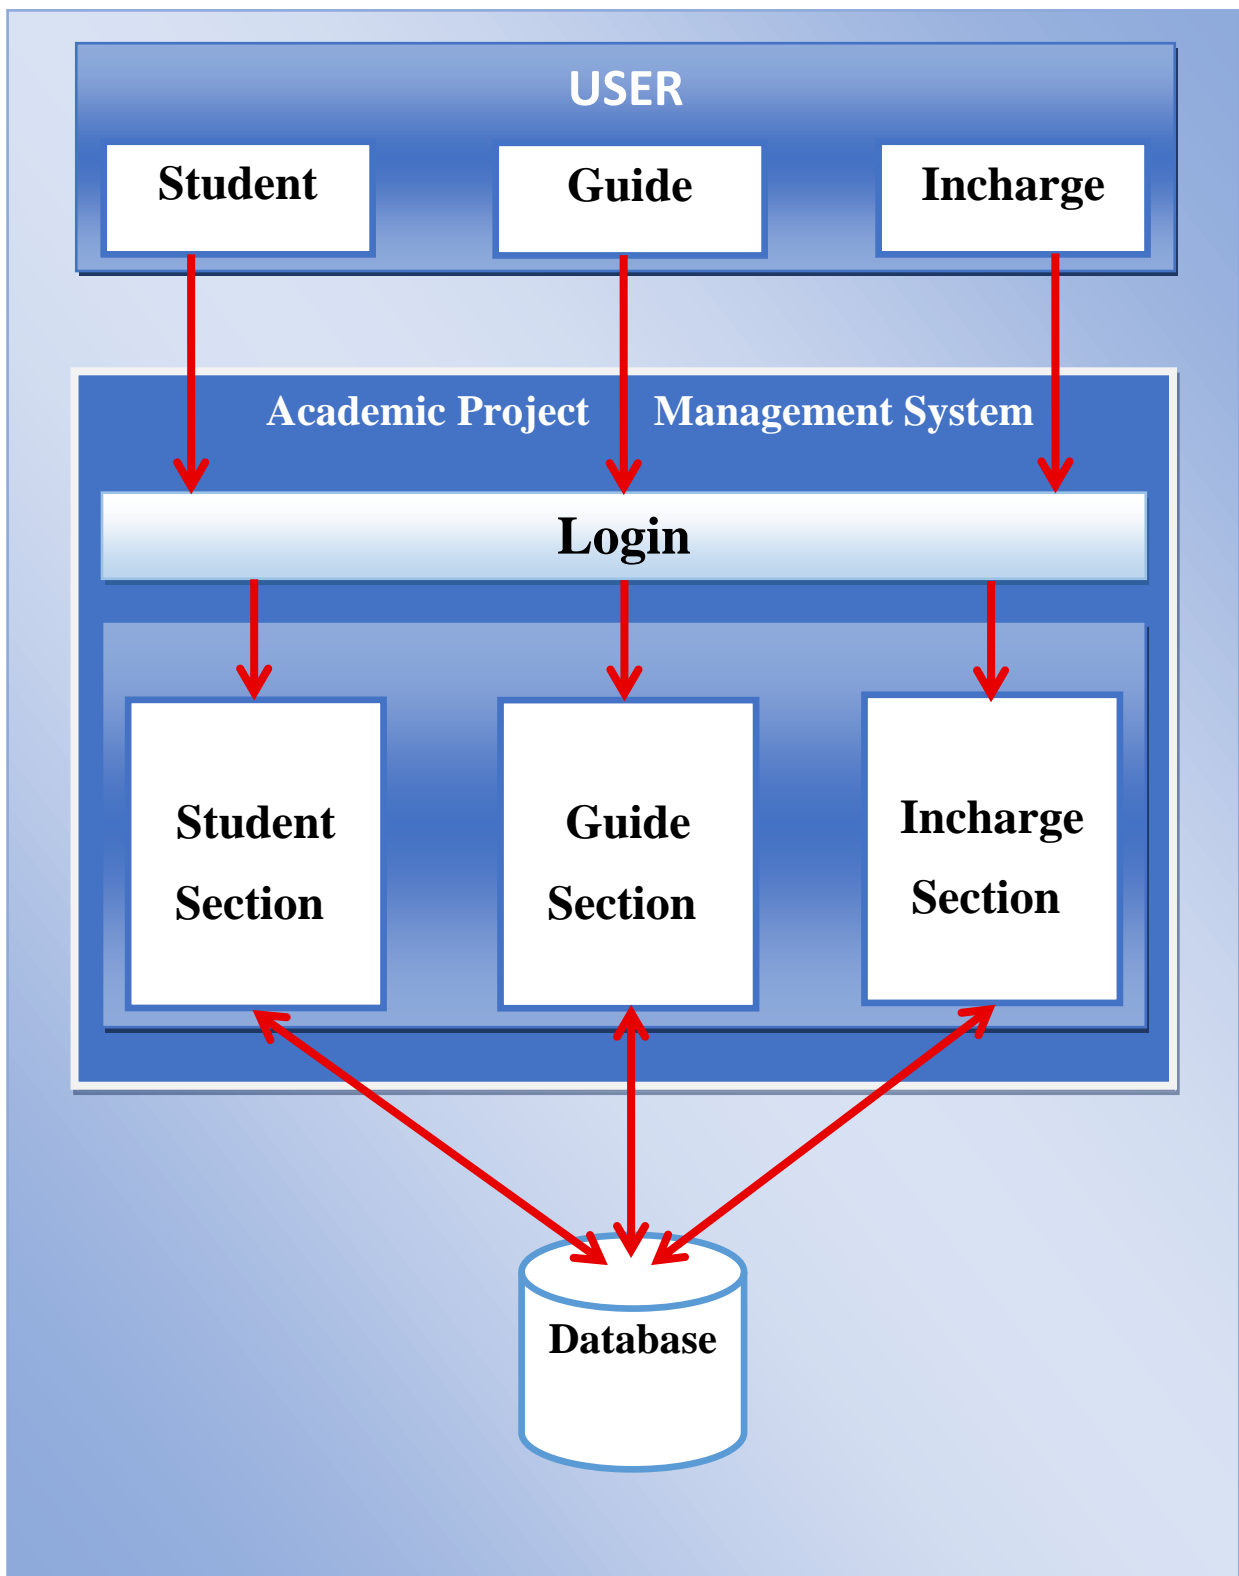 USER
Student
Guide
Incharge
Academic Project Management System
Login
Student
Section
Guide
Section
Incharge
Section
Database